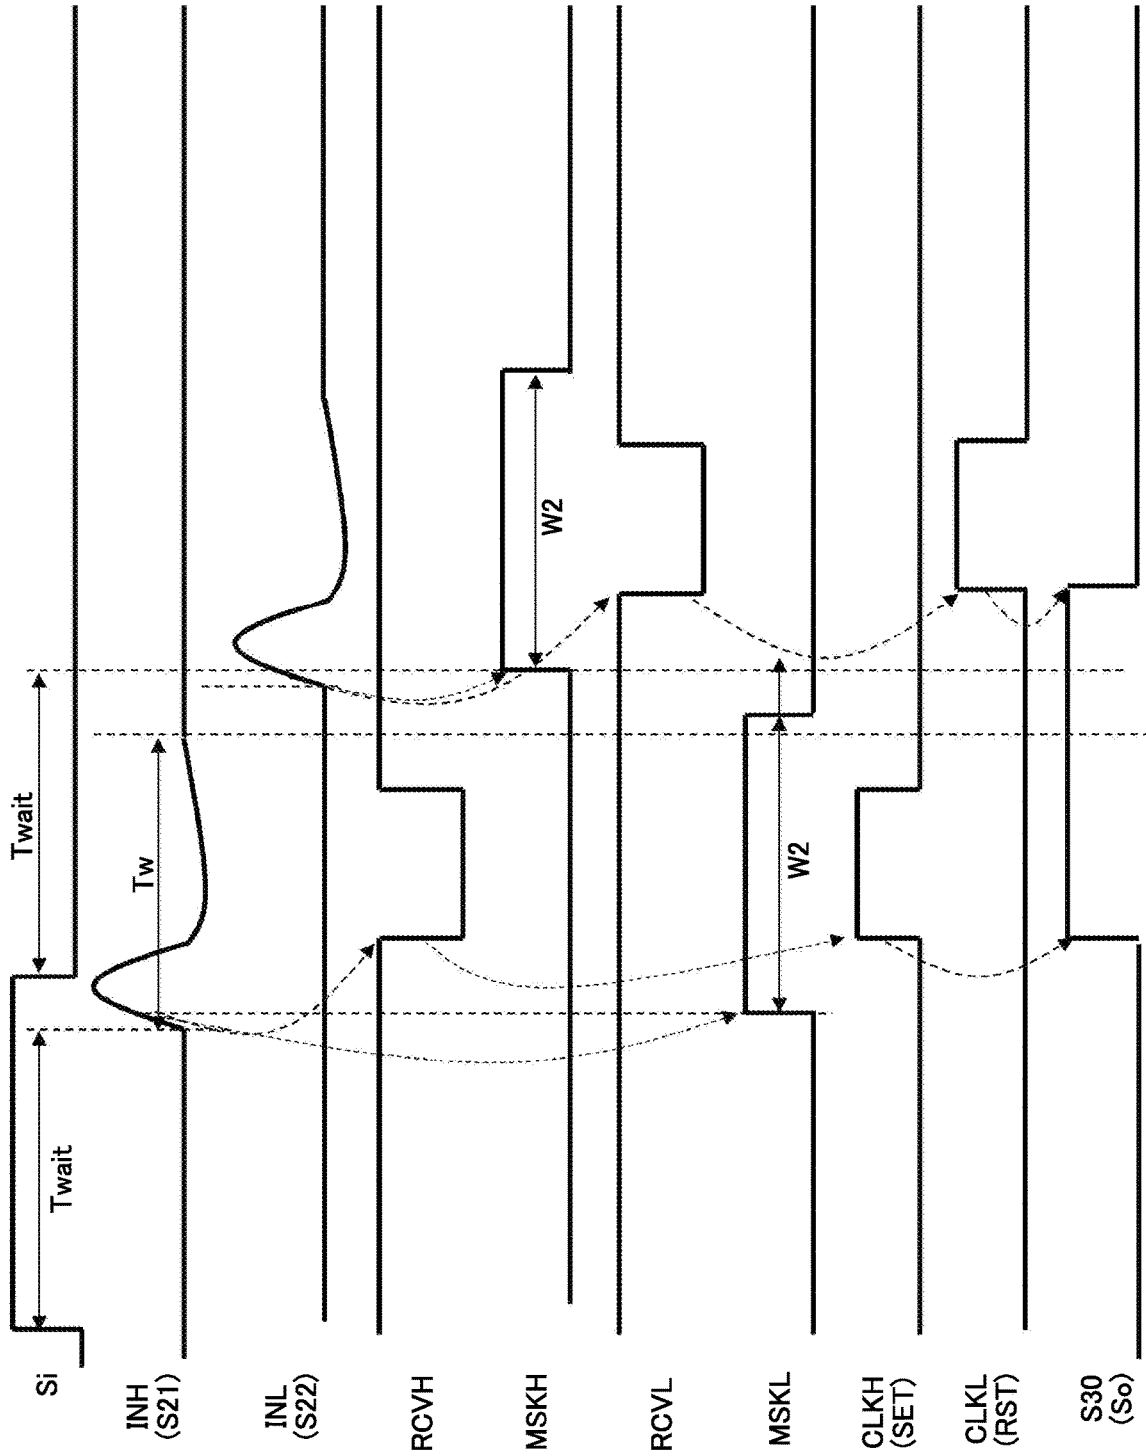 Si
INH
(S21)
INL
(S22)
RCVH
MSKH
RCVL
MSKL
CLKH
(SET)
CLKL
(RST)
S30
(So)
Twait
Twait
Tw
W2
W2